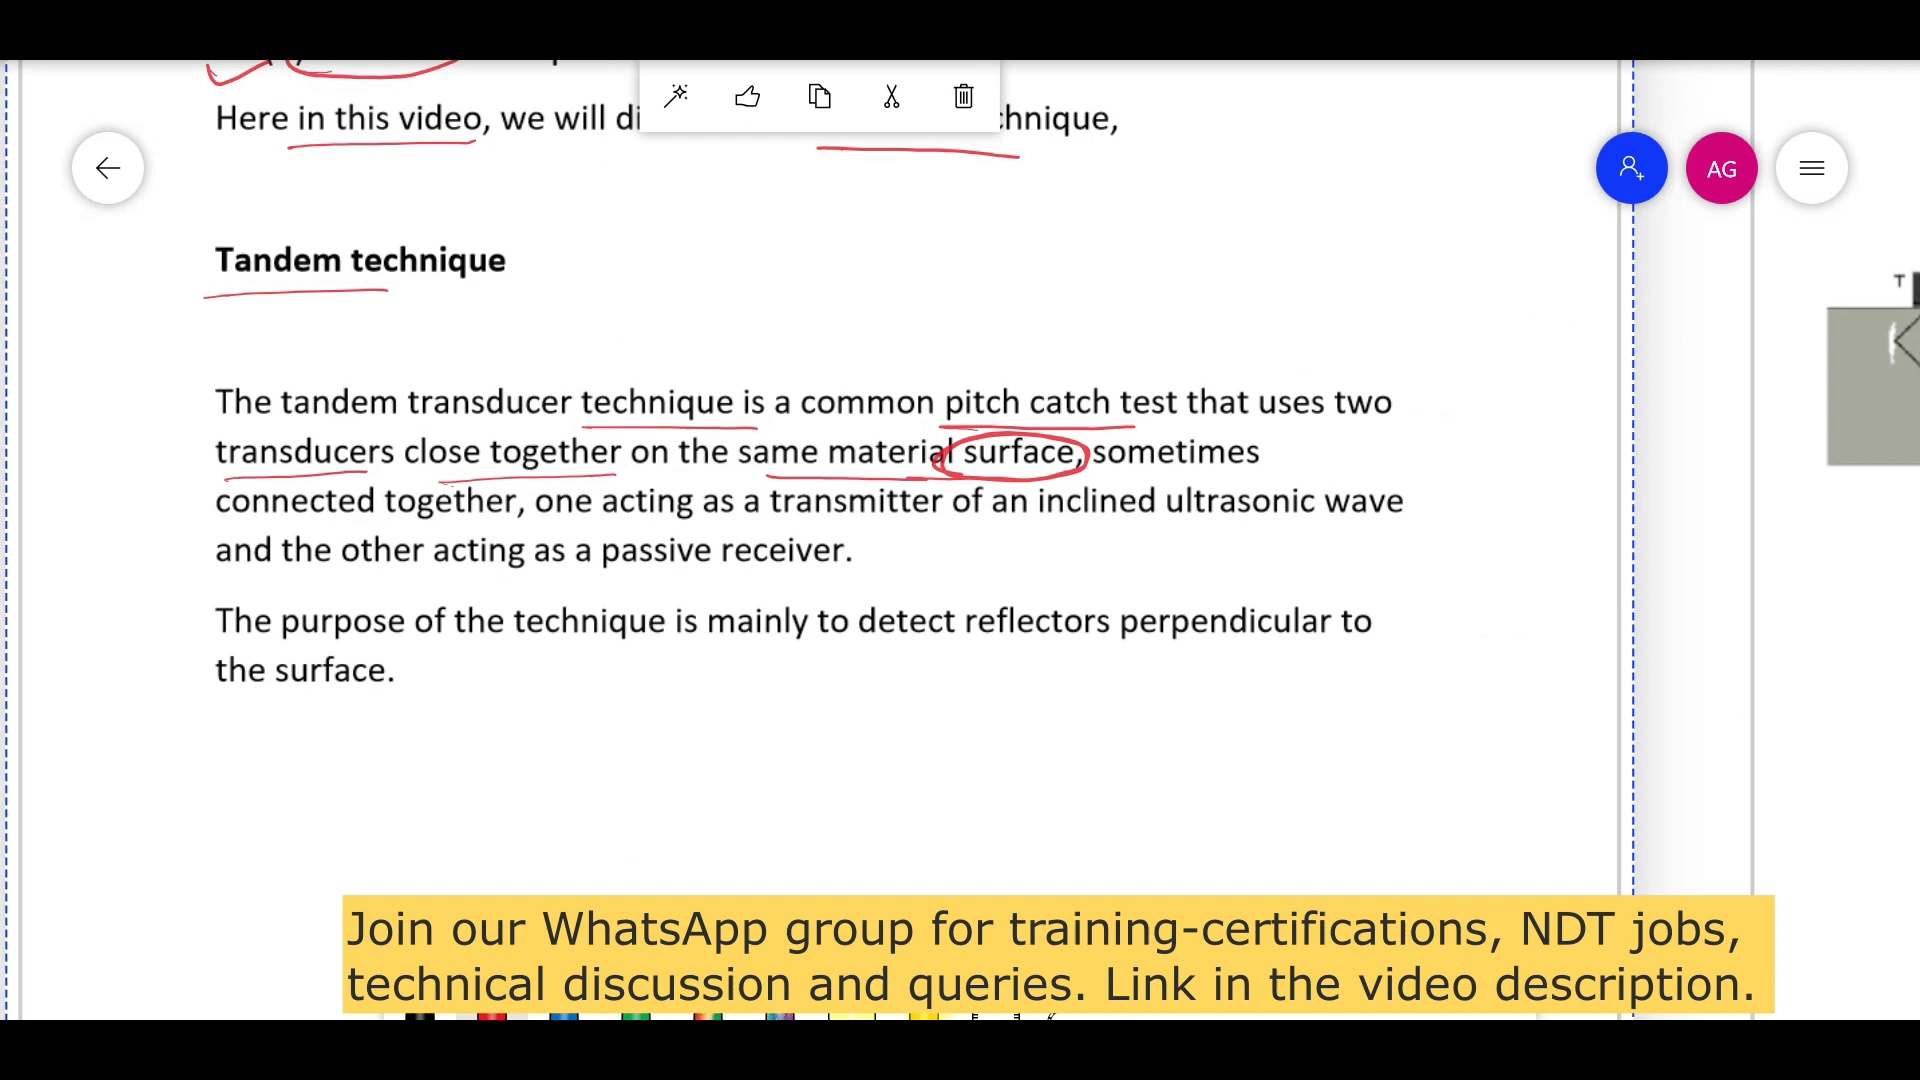 Here in this video, we will di chnique,
AG
Tandem technique
T
The tandem transducer technique is a common pitch catch test that uses two
transducers close together on the same material surface, sometimes
connected together, one acting as a transmitter of an inclined ultrasonic wave
and the other acting as a passive receiver.
The purpose of the technique is mainly to detect reflectors perpendicular to
the surface.
Join our WhatsApp group for training-certifications, NDT jobs,
technical discussion and queries. Link in the video description.